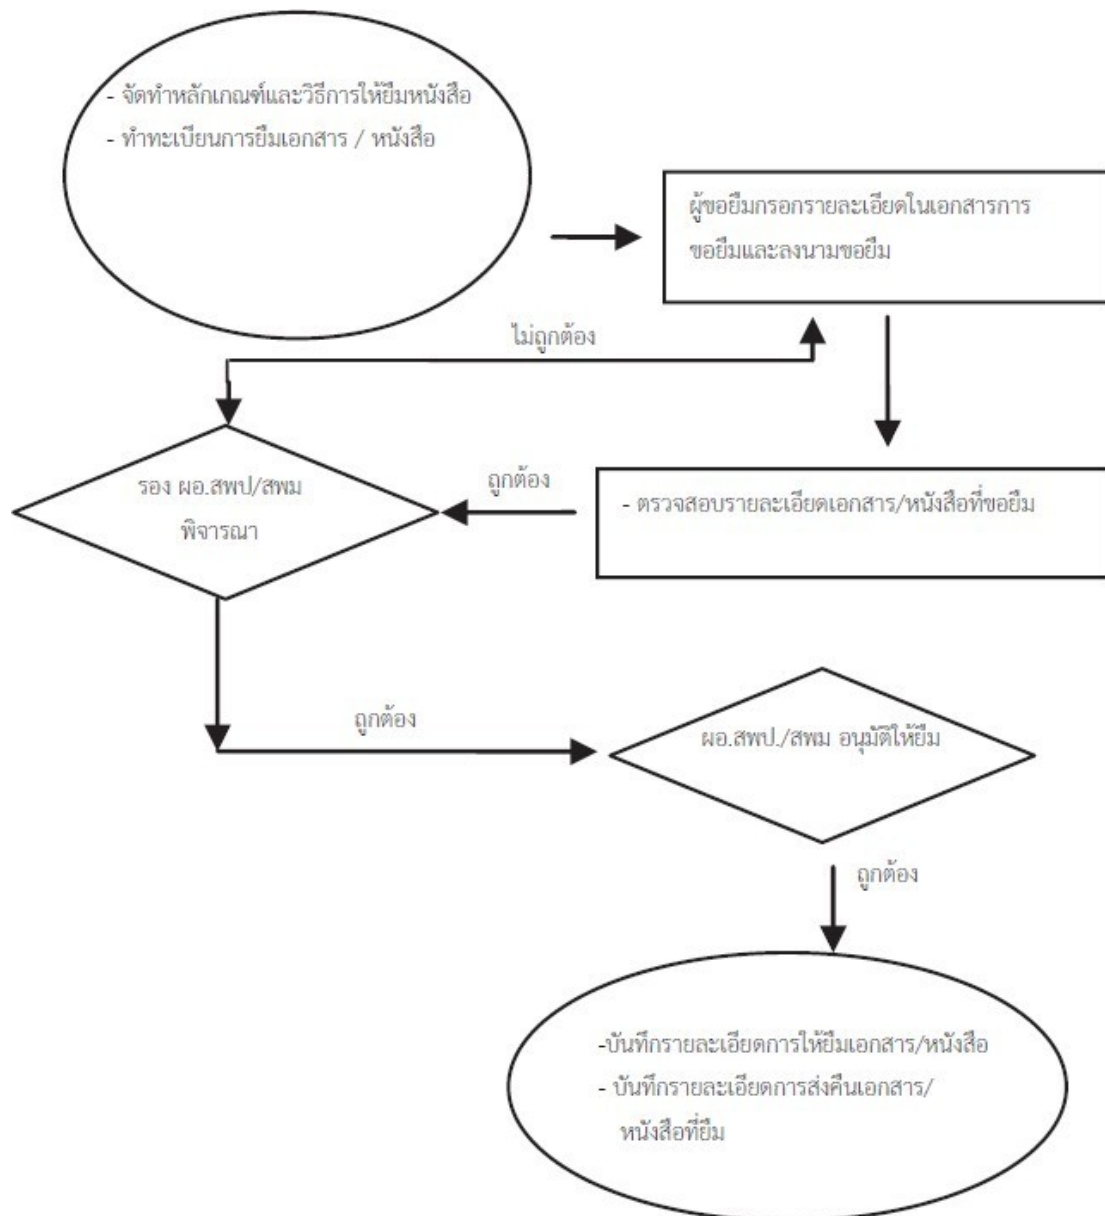 - จัดทำหลักเกณฑ์และวิธีการให้ยืมหนังสือ
- ทำทะเบียนการยืมเอกสาร / หนังสือ
ผู้ขอยืมกรอกรายละเอียดในเอกสารการ
ขอยืมและลงนามขอยืม
ไม่ถูกต้อง
รอง ผอ.สพป/สพม
พิจารณา
ถูกต้อง
- ตรวจสอบรายละเอียดเอกสาร/หนังสือที่ขอยืม
ถูกต้อง
ผอ.สพป./สพม อนุมัติให้ยืม
ถูกต้อง
-บันทึกรายละเอียดการให้ยืมเอกสาร/หนังสือ
- บันทึกรายละเอียดการส่งคืนเอกสาร/
หนังสือที่ยืม